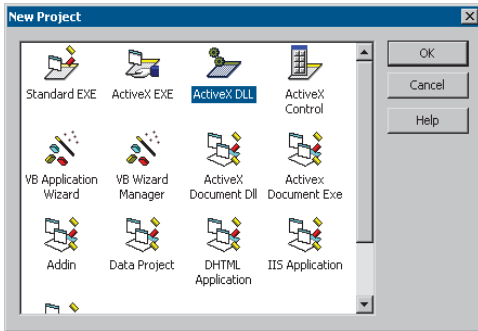 New Project
OK
Cancel
Help
Standard EXE
ActiveX EXE
ActiveX DLL
ActiveX
Control
VB Application
Wizard
VB Wizard
Manager
ActiveX
Document Dll
Activex
Document Exe
Addin
Data Project
DHTML
Application
IIS Application